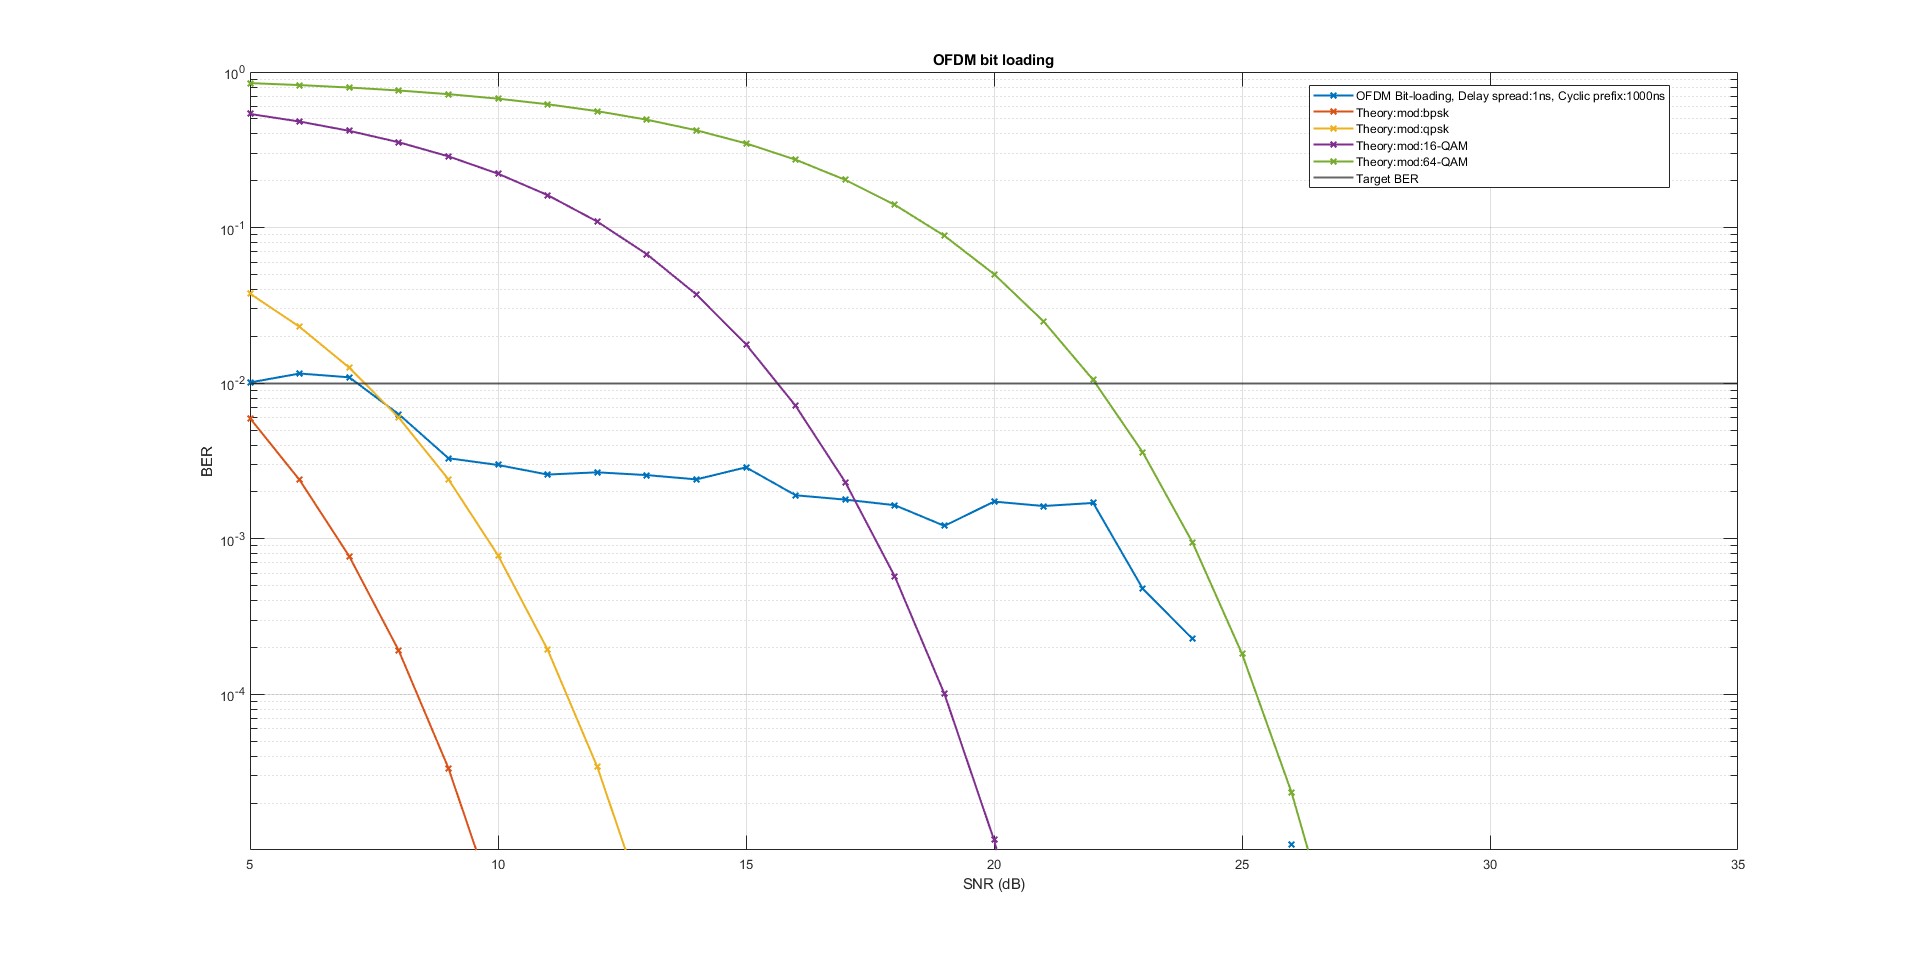 OFDM bit loading
10^0
10^-1
10^-2
10^-3
10^-4
BER
5 10 15 20 25 30 35
SNR (dB)
OFDM Bit-loading, Delay spread:1ns, Cyclic prefix:1000ns
Theory:mod:bpsk
Theory:mod:qpsk
Theory:mod:16-QAM
Theory:mod:64-QAM
Target BER